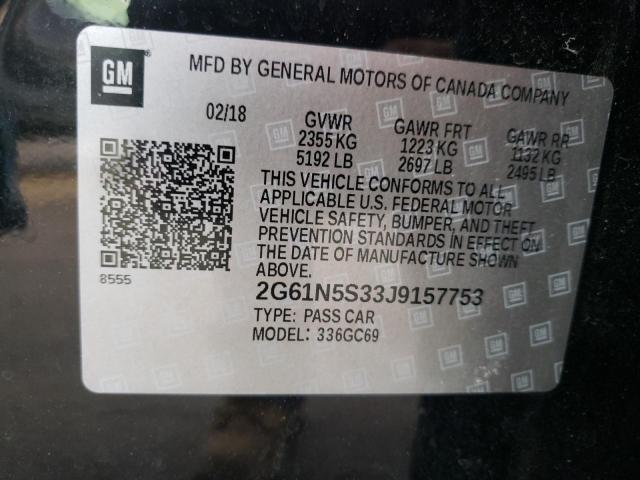 GM
MFD BY GENERAL MOTORS OF CANADA COMPANY
02/18 GVWR GAWR FRT GAWR RR
2355 KG 1223 KG 1132 KG
5192 LB 2697 LB 2495 LB
THIS VEHICLE CONFORMS TO ALL
APPLICABLE U.S. FEDERAL MOTOR
VEHICLE SAFETY, BUMPER, AND THEFT
PREVENTION STANDARDS IN EFFECT ON
THE DATE OF MANUFACTURE SHOWN
ABOVE.
8555
2G61N5S33J9157753
TYPE: PASS CAR
MODEL: 336GC69